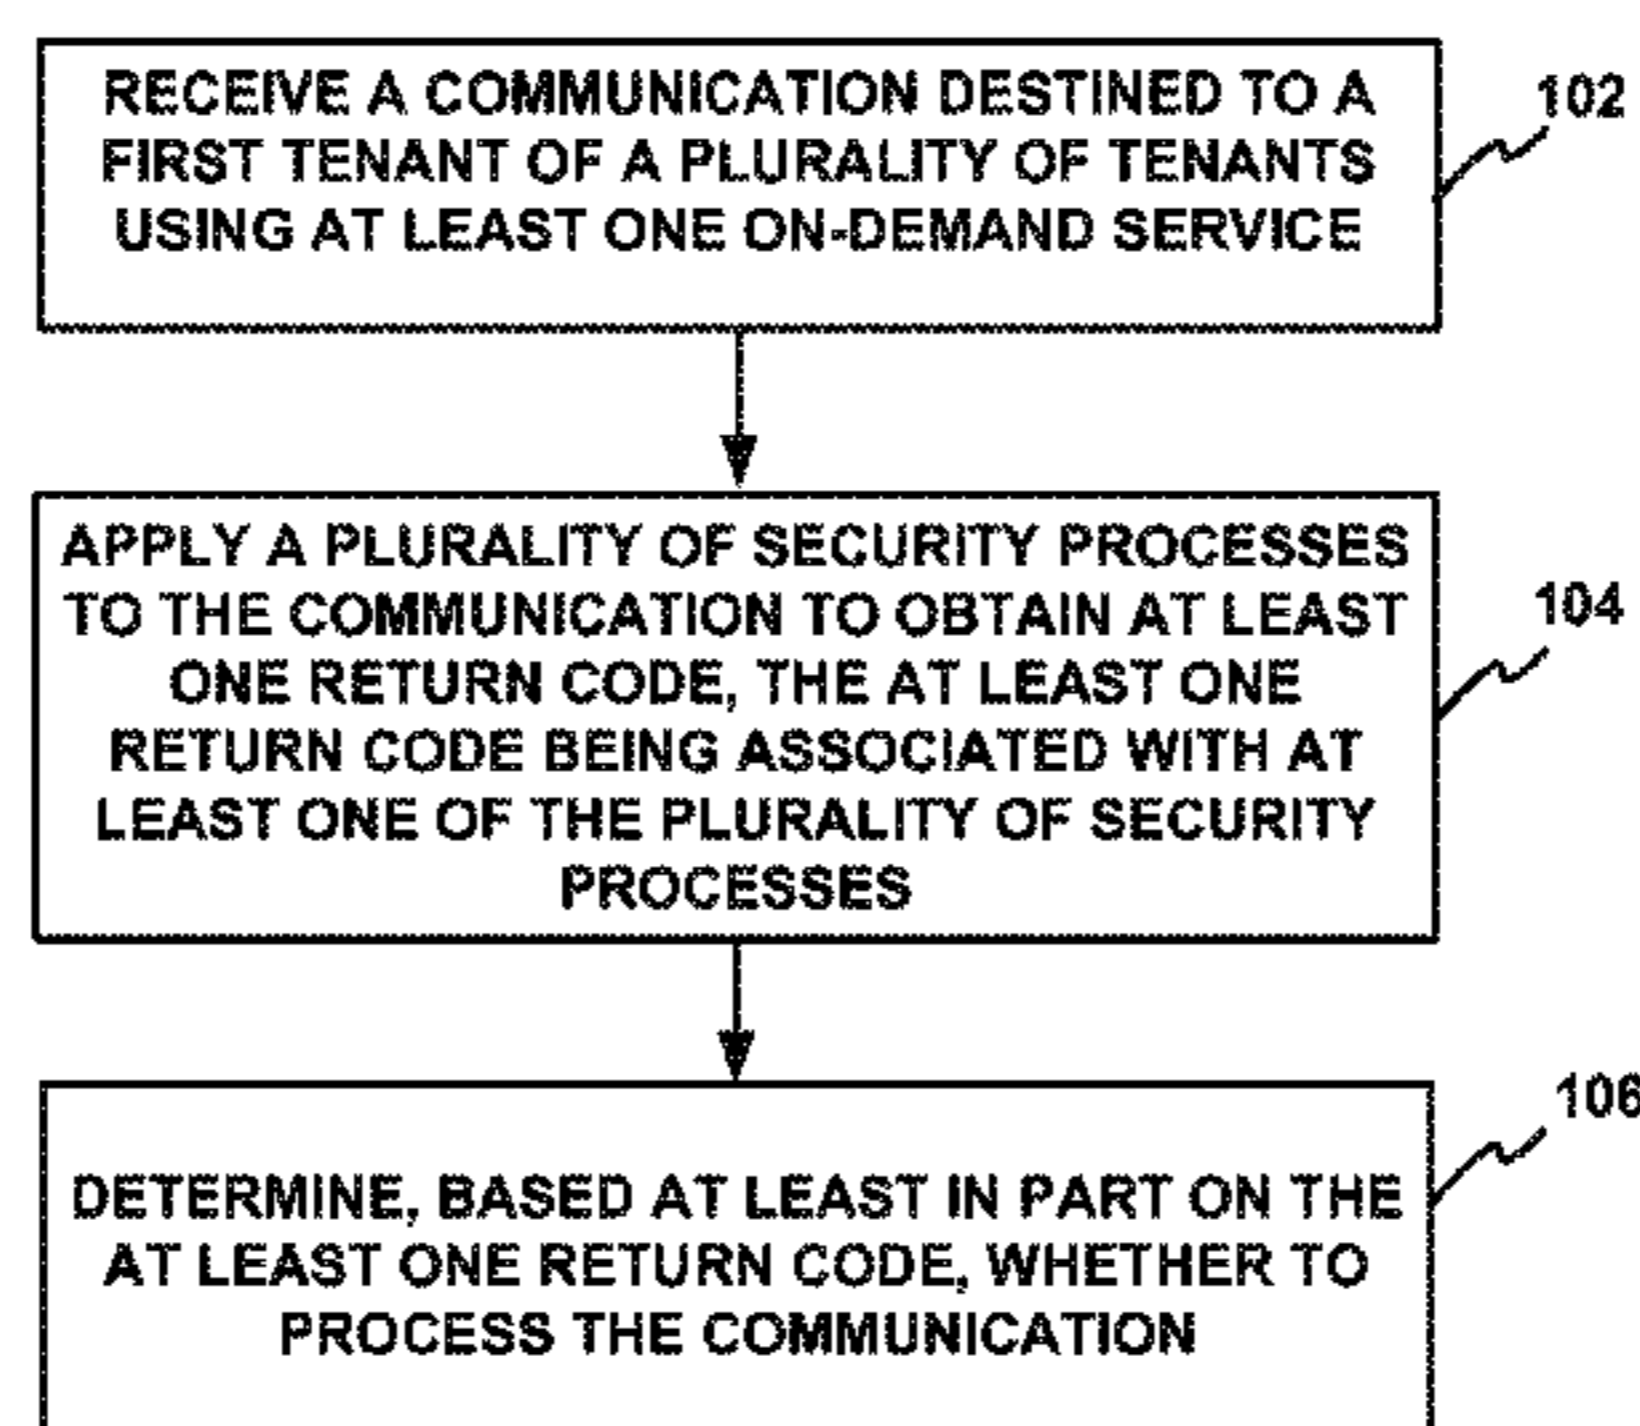 RECEIVE A COMMUNICATION DESTINED TO A
FIRST TENANT OF A PLURALITY OF TENANTS
USING AT LEAST ONE ON-DEMAND SERVICE
102
APPLY A PLURALITY OF SECURITY PROCESSES
TO THE COMMUNICATION TO OBTAIN AT LEAST
ONE RETURN CODE, THE AT LEAST ONE
RETURN CODE BEING ASSOCIATED WITH AT
LEAST ONE OF THE PLURALITY OF SECURITY
PROCESSES
104
DETERMINE, BASED AT LEAST IN PART ON THE
AT LEAST ONE RETURN CODE, WHETHER TO
PROCESS THE COMMUNICATION
106